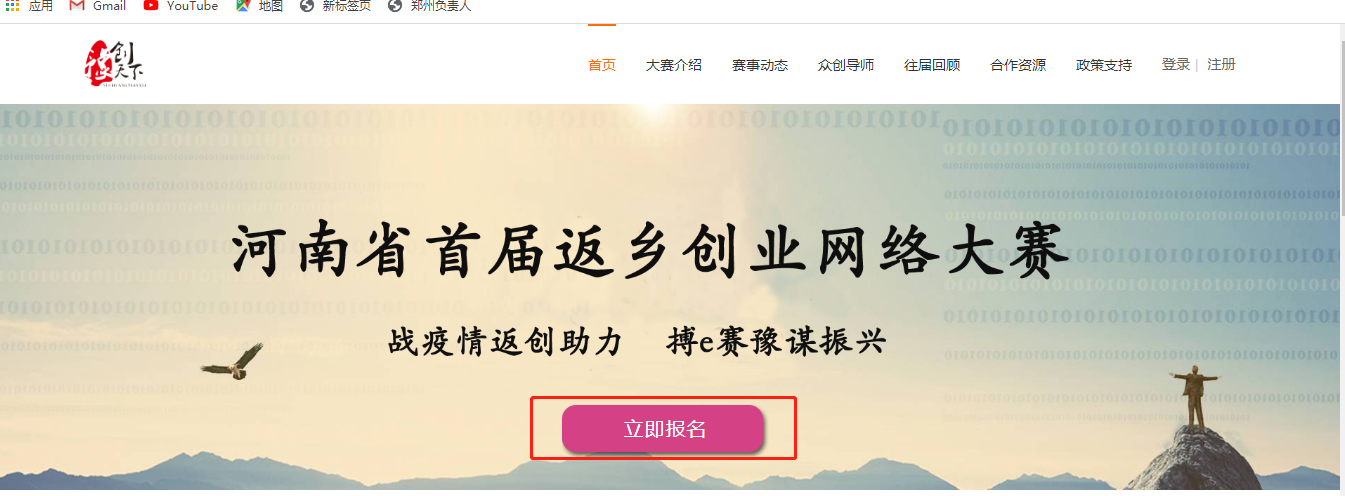 应用 Gmail YouTube 地图 新标签页 郑州负责人
创天下
首页 大赛介绍 赛事动态 众创导师 往届回顾 合作资源 政策支持 登录 | 注册
河南省首届返乡创业网络大赛
战疫情返创助力 搏e赛豫谋振兴
立即报名